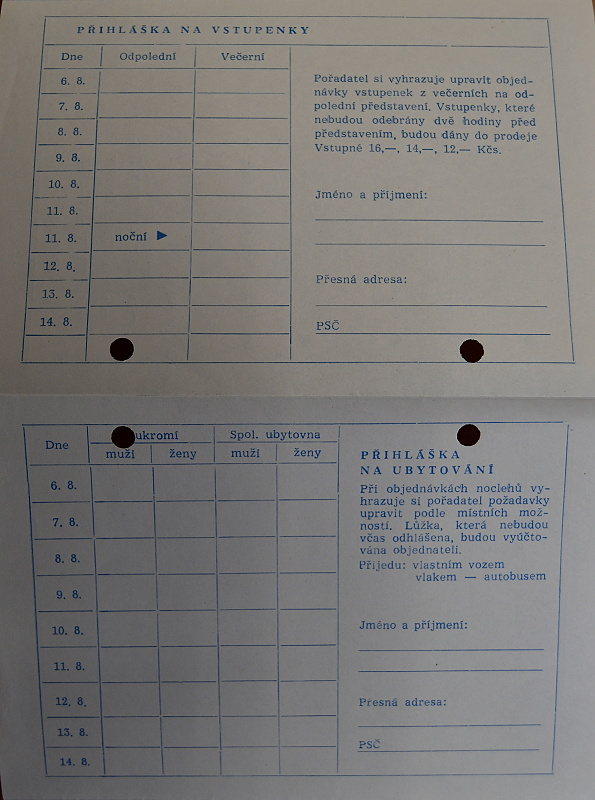 PŘIHLÁŠKA NA VSTUPENKY
Dne Odpolední Večerní
6. 8.
7. 8.
8. 8.
9. 8.
10. 8.
11. 8.
11. 8. noční ►
12. 8.
13. 8.
14. 8.
Pořadatel si vyhrazuje upravit objed-
návky vstupenek z večerních na od-
polední představení. Vstupenky, které
nebudou odebrány dvě hodiny před
představením, budou dány do prodeje
Vstupné 16,—, 14,—, 12,— Kčs.
Jméno a příjmení:
Přesná adresa:
PSČ
Dne ukromí Spol. ubytovna
muži ženy muži ženy
6. 8.
7. 8.
8. 8.
9. 8.
10. 8.
11. 8.
12. 8.
13. 8.
14. 8.
PŘIHLÁŠKA
NA UBYTOVÁNÍ
Při objednávkách noclehů vy-
hrazuje si pořadatel požadavky
upravit podle místních mož-
ností. Lůžka, která nebudou
včas odhlášena, budou vyúčto-
vána objednateli.
Přijedu: vlastním vozem
vlakem — autobusem
Jméno a příjmení:
Přesná adresa:
PSČ